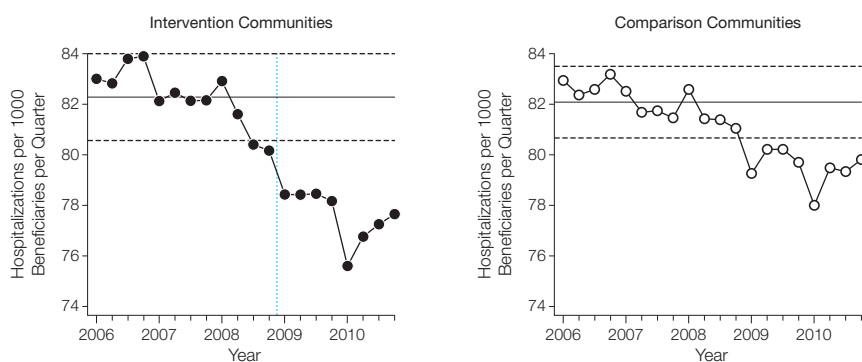 Intervention Communities
Hospitalizations per 1000
Beneficiaries per Quarter
84
82
80
78
76
74
2006 2007 2008 2009 2010
Year
Comparison Communities
Hospitalizations per 1000
Beneficiaries per Quarter
84
82
80
78
76
74
2006 2007 2008 2009 2010
Year